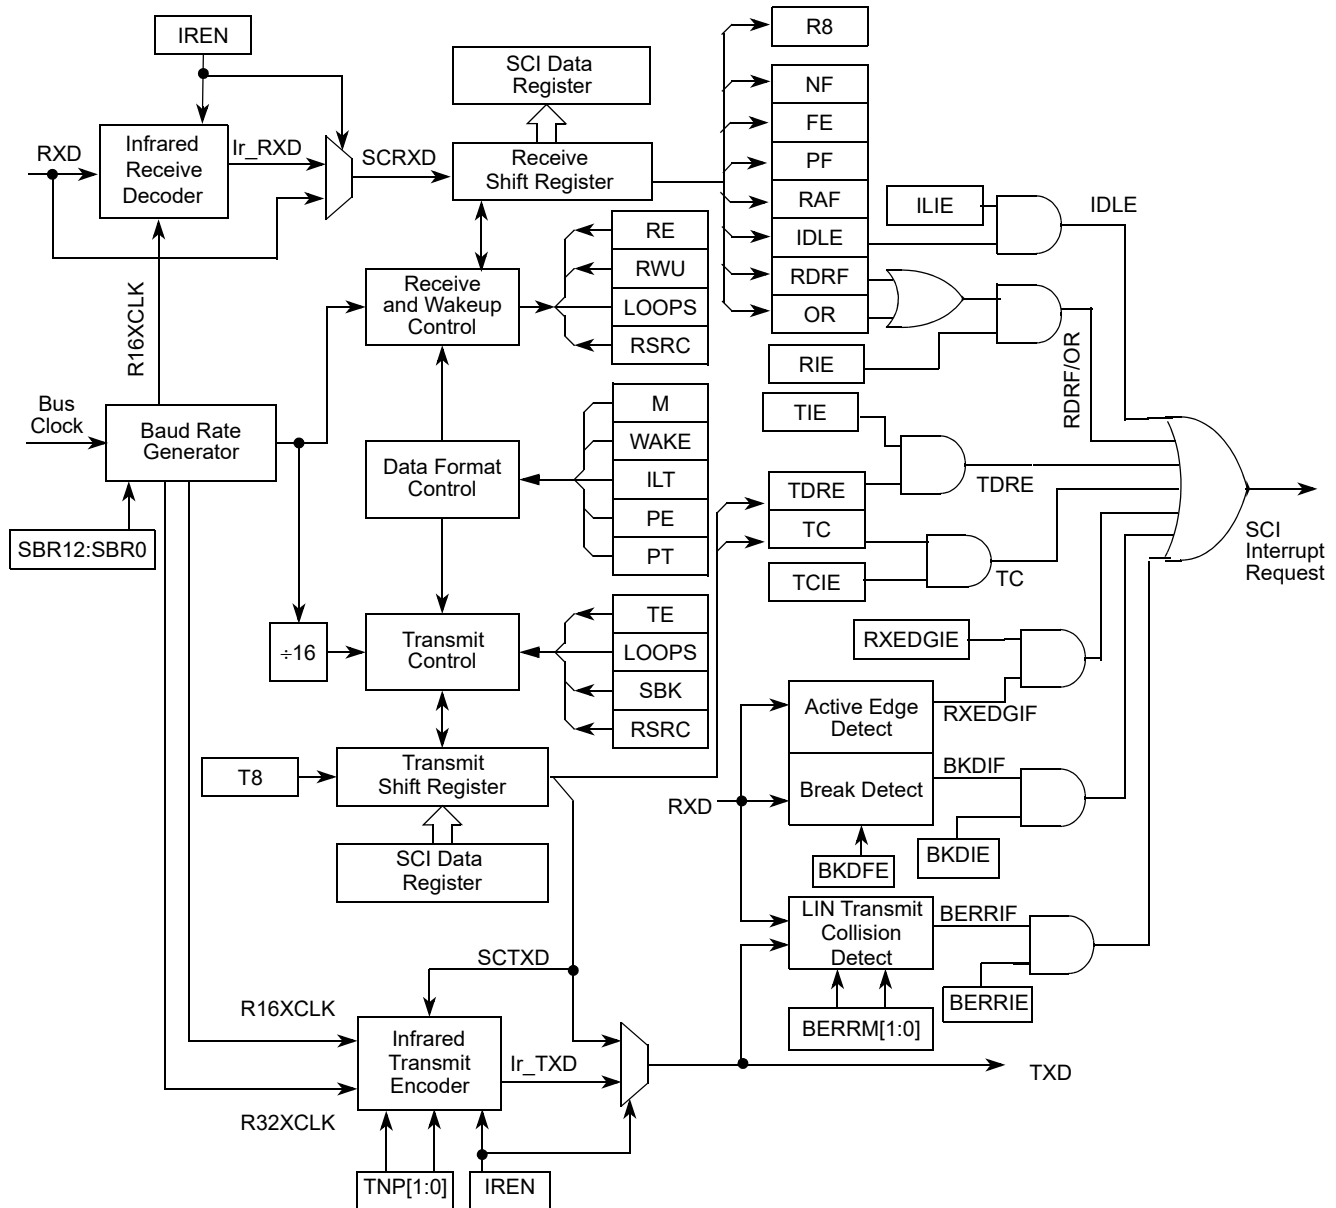 IREN
R8
SCI Data
Register
NF
FE
PF
RAF
IDLE
RDRF
OR
RXD
Infrared
Receive
Decoder
Ir_RXD
SCRXD
Receive
Shift Register
ILIE
IDLE
RE
RWU
LOOPS
RSRC
R16XCLK
Receive
and Wakeup
Control
RIE
RDRF/OR
Bus
Clock
Baud Rate
Generator
M
WAKE
ILT
PE
PT
TIE
Data Format
Control
TDRE
TC
TDRE
SBR12:SBR0
TCIE
TC
SCI
Interrupt
Request
÷16
Transmit
Control
TE
LOOPS
SBK
RSRC
RXEDGIE
Active Edge
Detect
RXEDGIF
T8
Transmit
Shift Register
RXD
Break Detect
BKDIF
SCI Data
Register
BKDFE
BKDIE
LIN Transmit
Collision
Detect
BERRIF
SCTXD
BERRIE
BERRM[1:0]
R16XCLK
Infrared
Transmit
Encoder
Ir_TXD
TXD
R32XCLK
TNP[1:0]
IREN